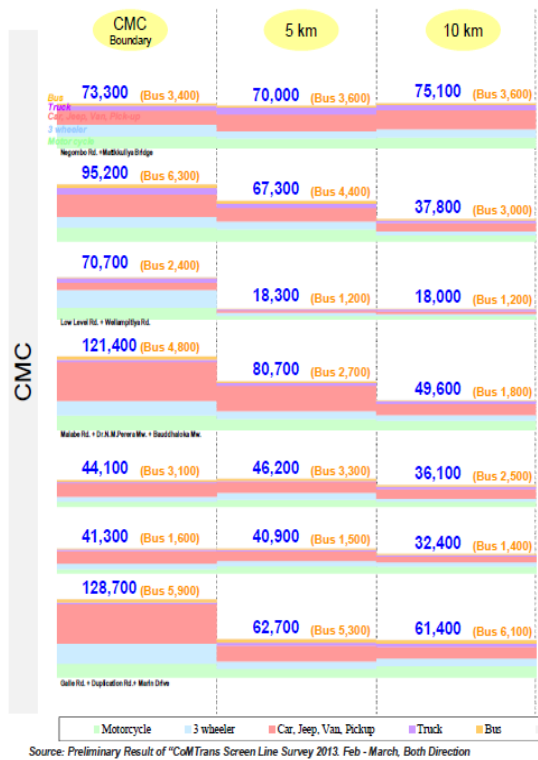 CMC
Boundary
5 km
10 km
CMC
73,300 (Bus 3,400)
70,000 (Bus 3,600)
75,100 (Bus 3,600)
Bus
Truck
Car, Jeep, Van, Pick-up
3 wheeler
Motorcycle
Negombo Rd. +Mattkkuliya Bridge
95,200 (Bus 6,300)
67,300 (Bus 4,400)
37,800 (Bus 3,000)
70,700 (Bus 2,400)
18,300 (Bus 1,200)
18,000 (Bus 1,200)
Low Level Rd. + Wellampitiya Rd.
121,400 (Bus 4,800)
80,700 (Bus 2,700)
49,600 (Bus 1,800)
Malabe Rd. + Dr.N.M.Perera Mw. + Bauddhaloka Mw.
44,100 (Bus 3,100)
46,200 (Bus 3,300)
36,100 (Bus 2,500)
41,300 (Bus 1,600)
40,900 (Bus 1,500)
32,400 (Bus 1,400)
128,700 (Bus 5,900)
62,700 (Bus 5,300)
61,400 (Bus 6,100)
Galle Rd. + Duplication Rd.+ Marin Drive
Motorcycle 3 wheeler Car, Jeep, Van, Pickup Truck Bus
Source: Preliminary Result of "CoMTrans Screen Line Survey 2013. Feb - March, Both Direction